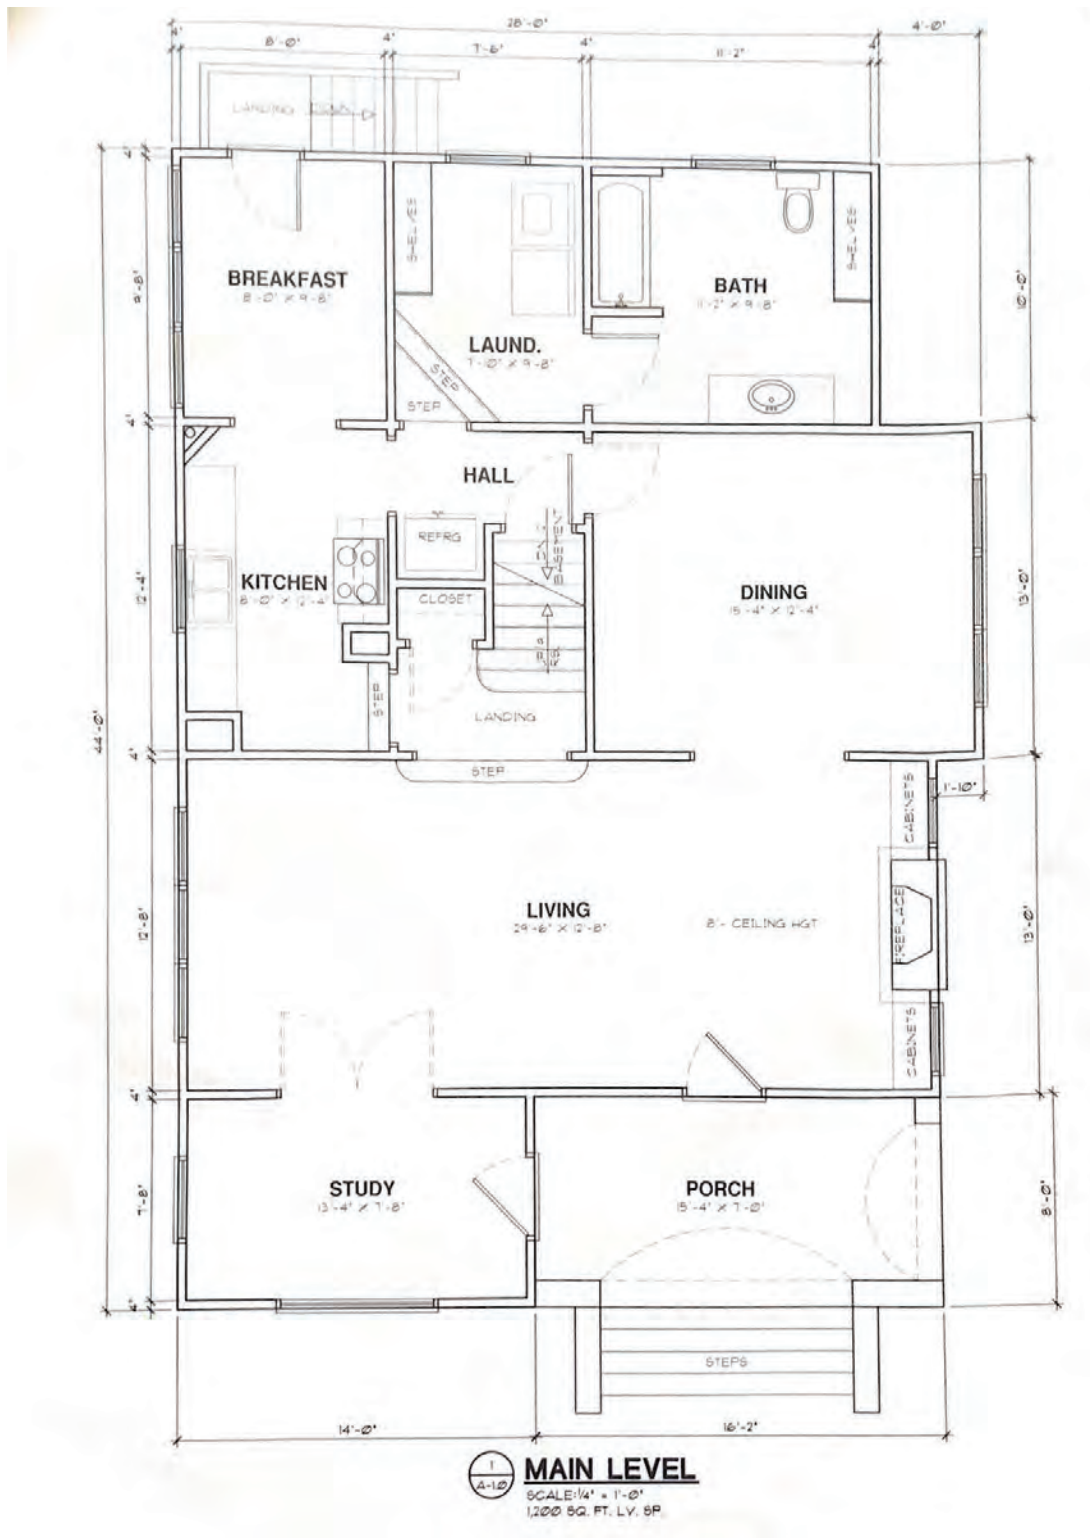 28'-0"
4'-0"
4" 8'-0" 4" 7'-6" 4" 11'-2" 4"
LANDING
4"
SHELVES
SHELVES
BREAKFAST
8'-0" X 9'-8"
BATH
11'-2" X 9'-8"
9'-8"
10'-0"
LAUND.
7'-10" X 9'-8"
STEP
STEP
4"
HALL
REFRG
DN
BASEMENT
KITCHEN
8'-0" X 12'-4"
CLOSET
DINING
15'-4" X 12'-4"
12'-4"
13'-0"
STEP
LANDING
44'-0"
4"
STEP
CABINETS
1'-10"
LIVING
29'-6" X 12'-8"
8'- CEILING HGT
FIREPLACE
12'-8"
13'-0"
CABINETS
4"
STUDY
13'-4" X 7'-8"
PORCH
15'-4" X 7'-0"
7'-8"
8'-0"
4"
STEPS
14'-0"
16'-2"
1
A-1.0
MAIN LEVEL
SCALE: 1/4" = 1'-0"
1,200 SQ. FT. LV. SP.